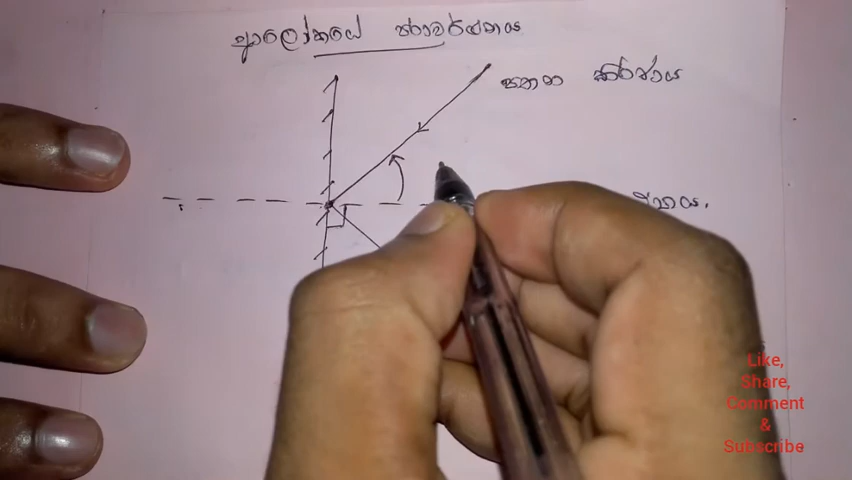 ආලෝකයේ පරාවර්තනය
පතන කිරණය
Like,
Share,
Comment
&
Subscribe